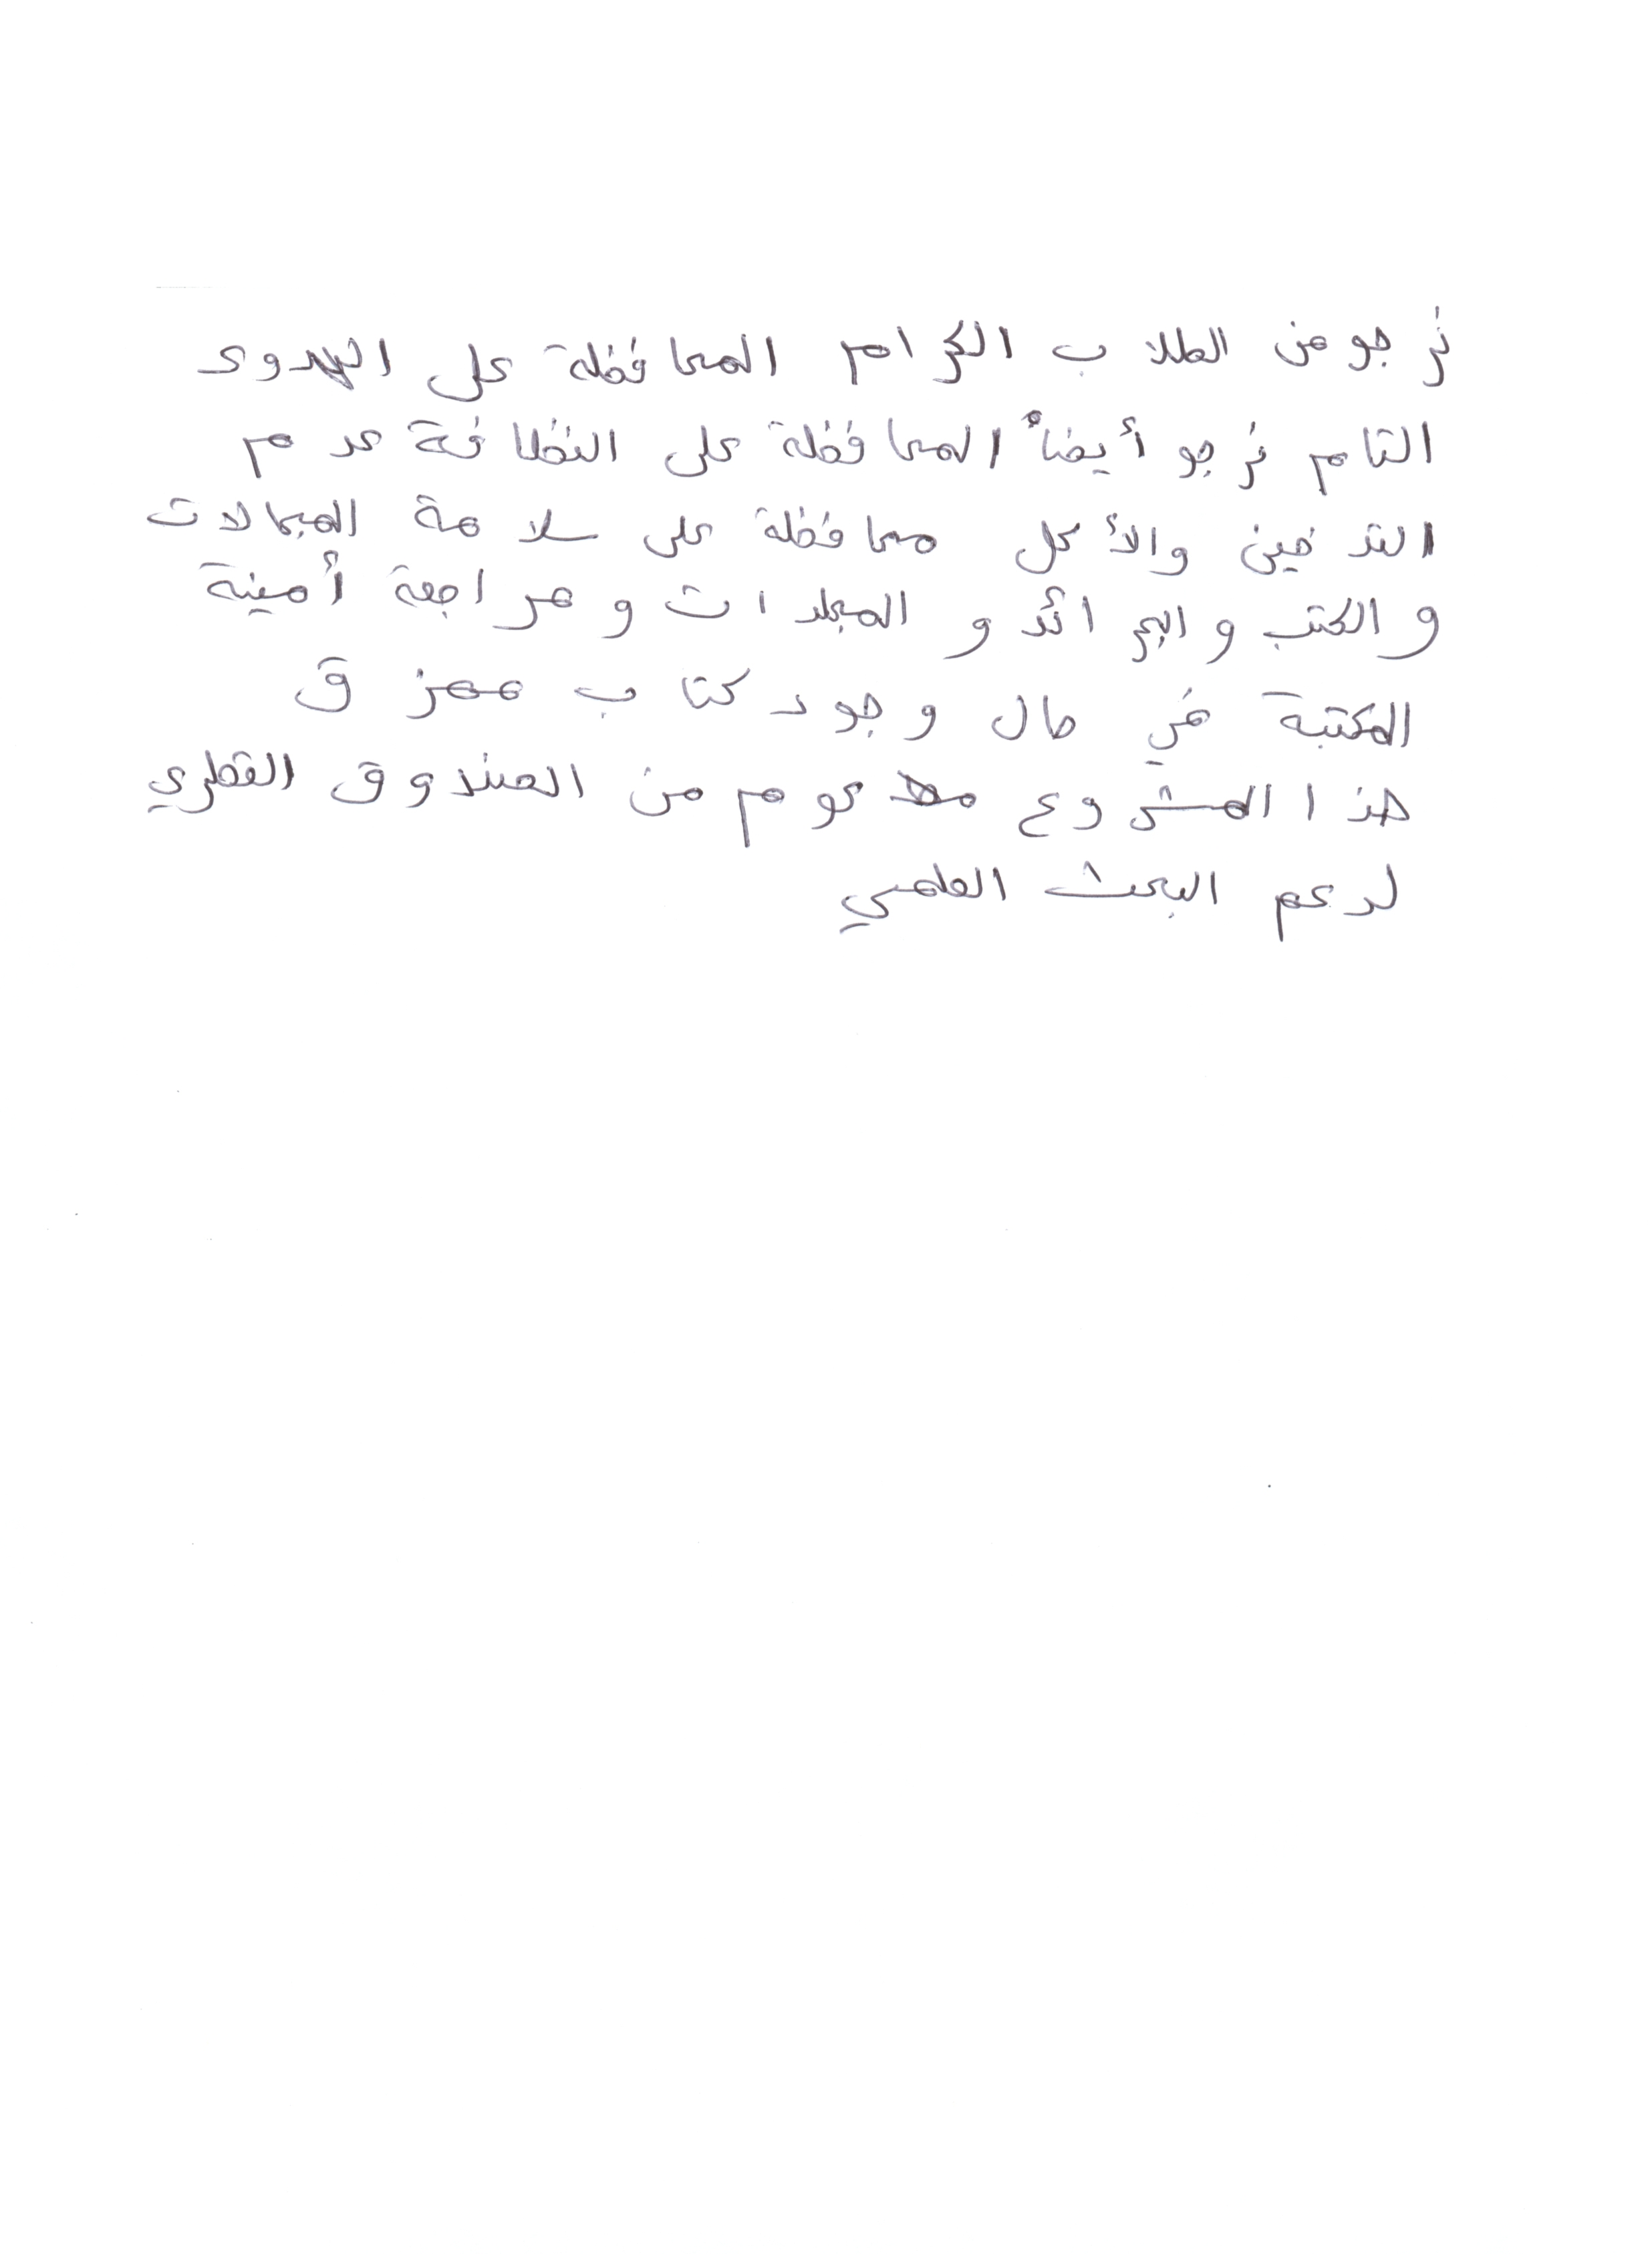 نرجو من الطلاب الكرام المحافظة على الهدوء
التام نرجو أيضاً المحافظة على النظافة عدم
التدخين والأكل محافظة على سلامة المجالات
والكتب والجرائد و المجلدات و مراجعة أمينة
المكتبة في حال وجود كتاب ممزق
هذا المشروع مدعوم من الصندوق القطري
لدعم البحث العلمي